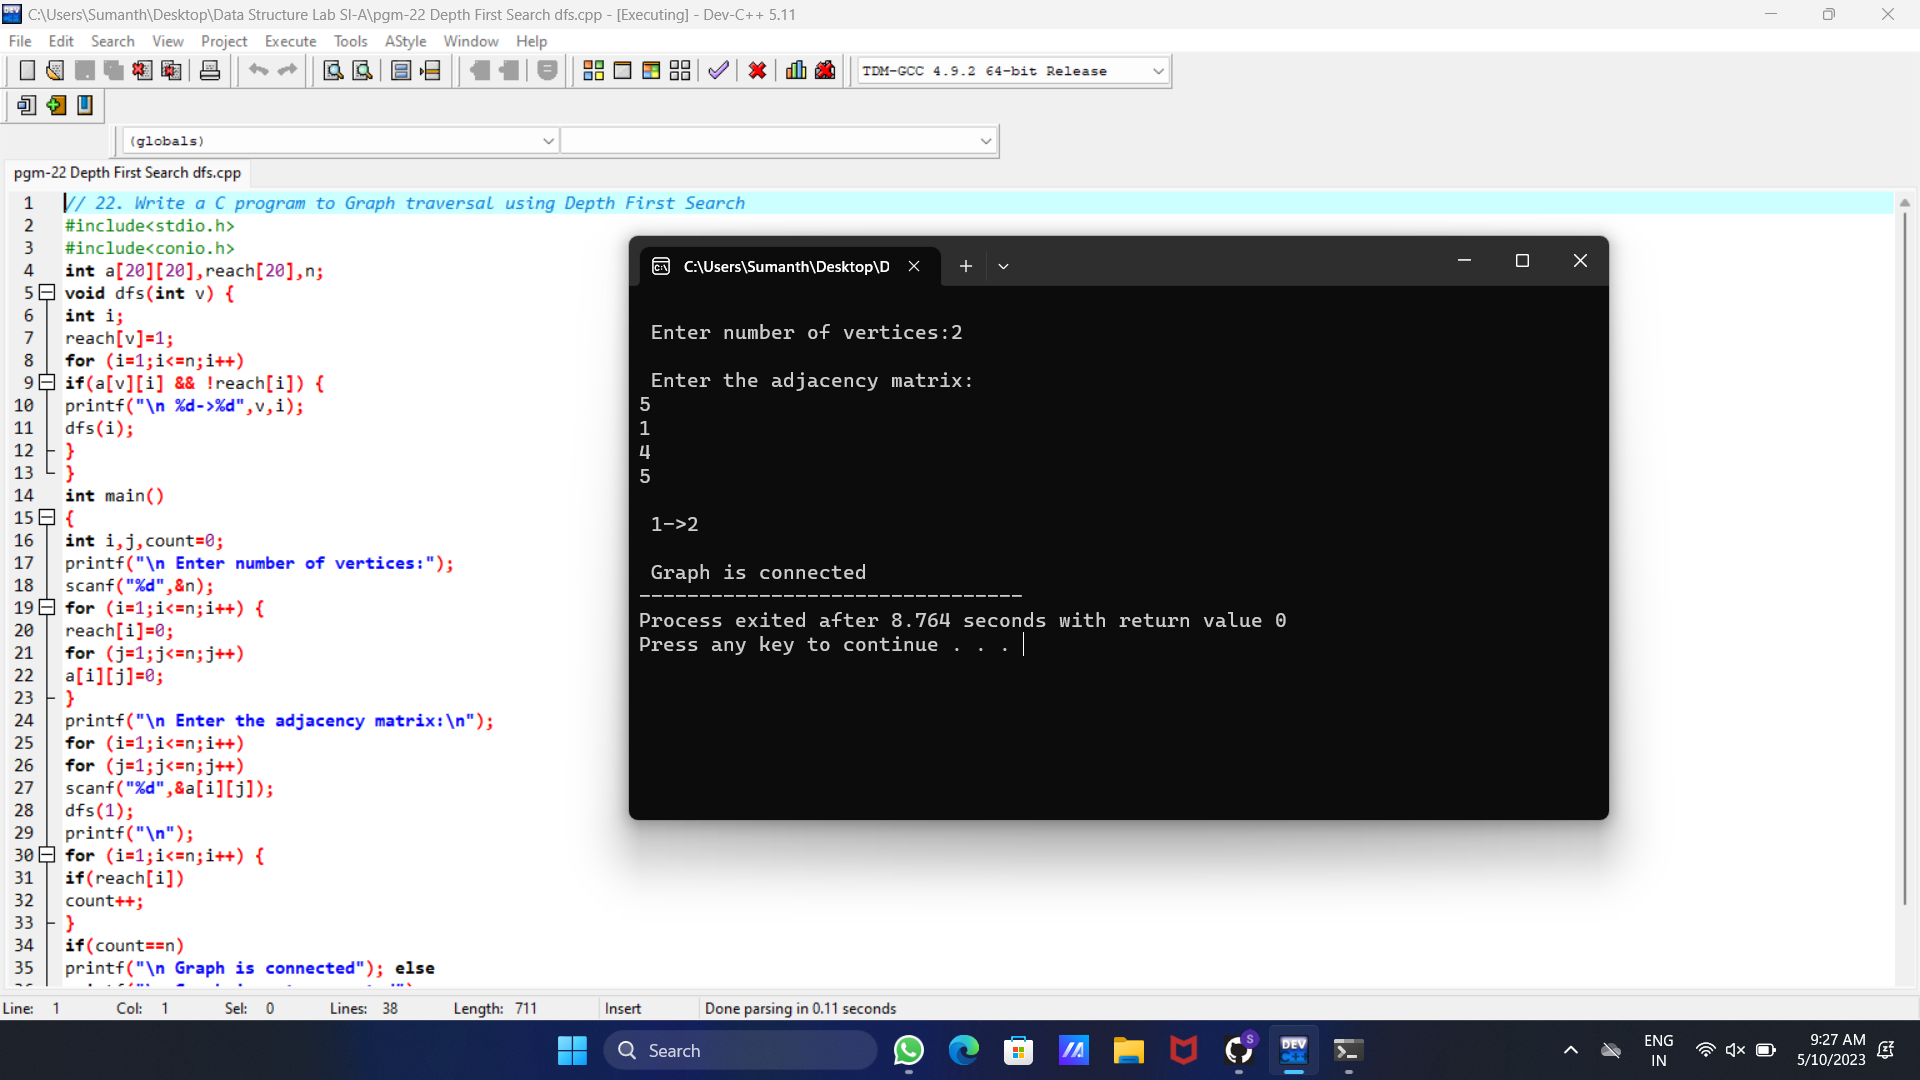 C:\Users\Sumanth\Desktop\Data Structure Lab SI-A\pgm-22 Depth First Search dfs.cpp - [Executing] - Dev-C++ 5.11
File Edit Search View Project Execute Tools AStyle Window Help
TDM-GCC 4.9.2 64-bit Release
(globals)
pgm-22 Depth First Search dfs.cpp
1 // 22. Write a C program to Graph traversal using Depth First Search
2 #include<stdio.h>
3 #include<conio.h>
4 int a[20][20],reach[20],n;
5 void dfs(int v) {
6 int i;
7 reach[v]=1;
8 for (i=1;i<=n;i++)
9 if(a[v][i] && !reach[i]) {
10 printf("\n %d->%d",v,i);
11 dfs(i);
12 }
13 }
14 int main()
15 {
16 int i,j,count=0;
17 printf("\n Enter number of vertices:");
18 scanf("%d",&n);
19 for (i=1;i<=n;i++) {
20 reach[i]=0;
21 for (j=1;j<=n;j++)
22 a[i][j]=0;
23 }
24 printf("\n Enter the adjacency matrix:\n");
25 for (i=1;i<=n;i++)
26 for (j=1;j<=n;j++)
27 scanf("%d",&a[i][j]);
28 dfs(1);
29 printf("\n");
30 for (i=1;i<=n;i++) {
31 if(reach[i])
32 count++;
33 }
34 if(count==n)
35 printf("\n Graph is connected"); else
C:\Users\Sumanth\Desktop\D
Enter number of vertices:2
Enter the adjacency matrix:
5
1
4
5
1->2
Graph is connected
--------------------------------
Process exited after 8.764 seconds with return value 0
Press any key to continue . . .
Line: 1 Col: 1 Sel: 0 Lines: 38 Length: 711 Insert Done parsing in 0.11 seconds
Search
DEV C++
S
ENG
IN
9:27 AM
5/10/2023